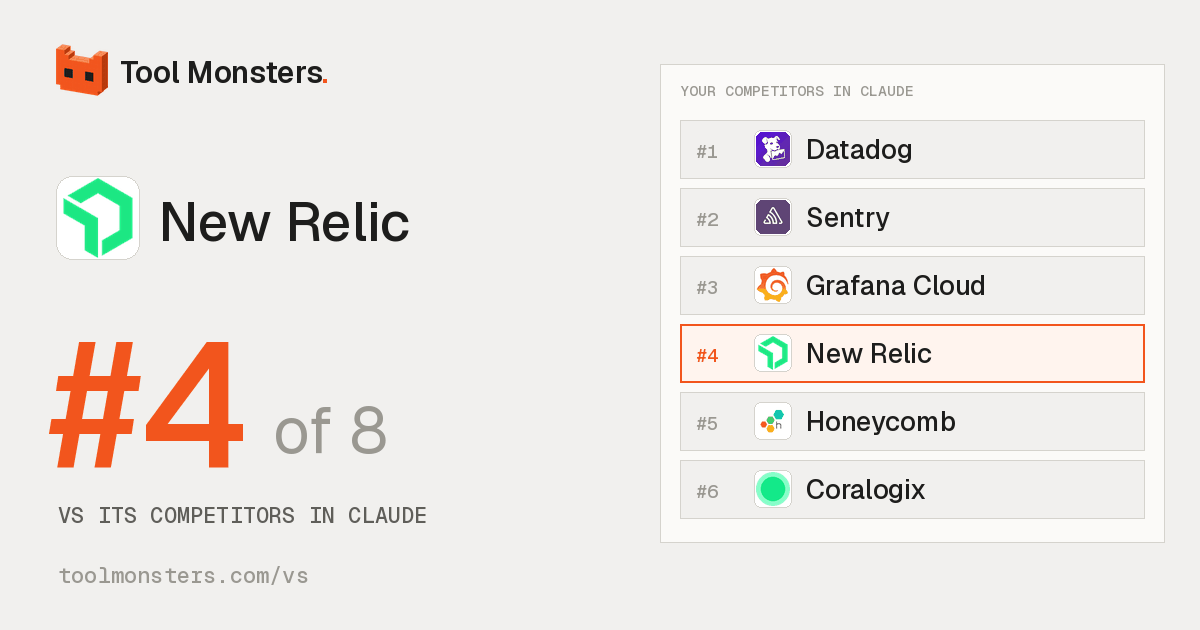 Tool Monsters.
New Relic
#4 of 8
VS ITS COMPETITORS IN CLAUDE
toolmonsters.com/vs
YOUR COMPETITORS IN CLAUDE
#1 Datadog
#2 Sentry
#3 Grafana Cloud
#4 New Relic
#5 h Honeycomb
#6 Coralogix